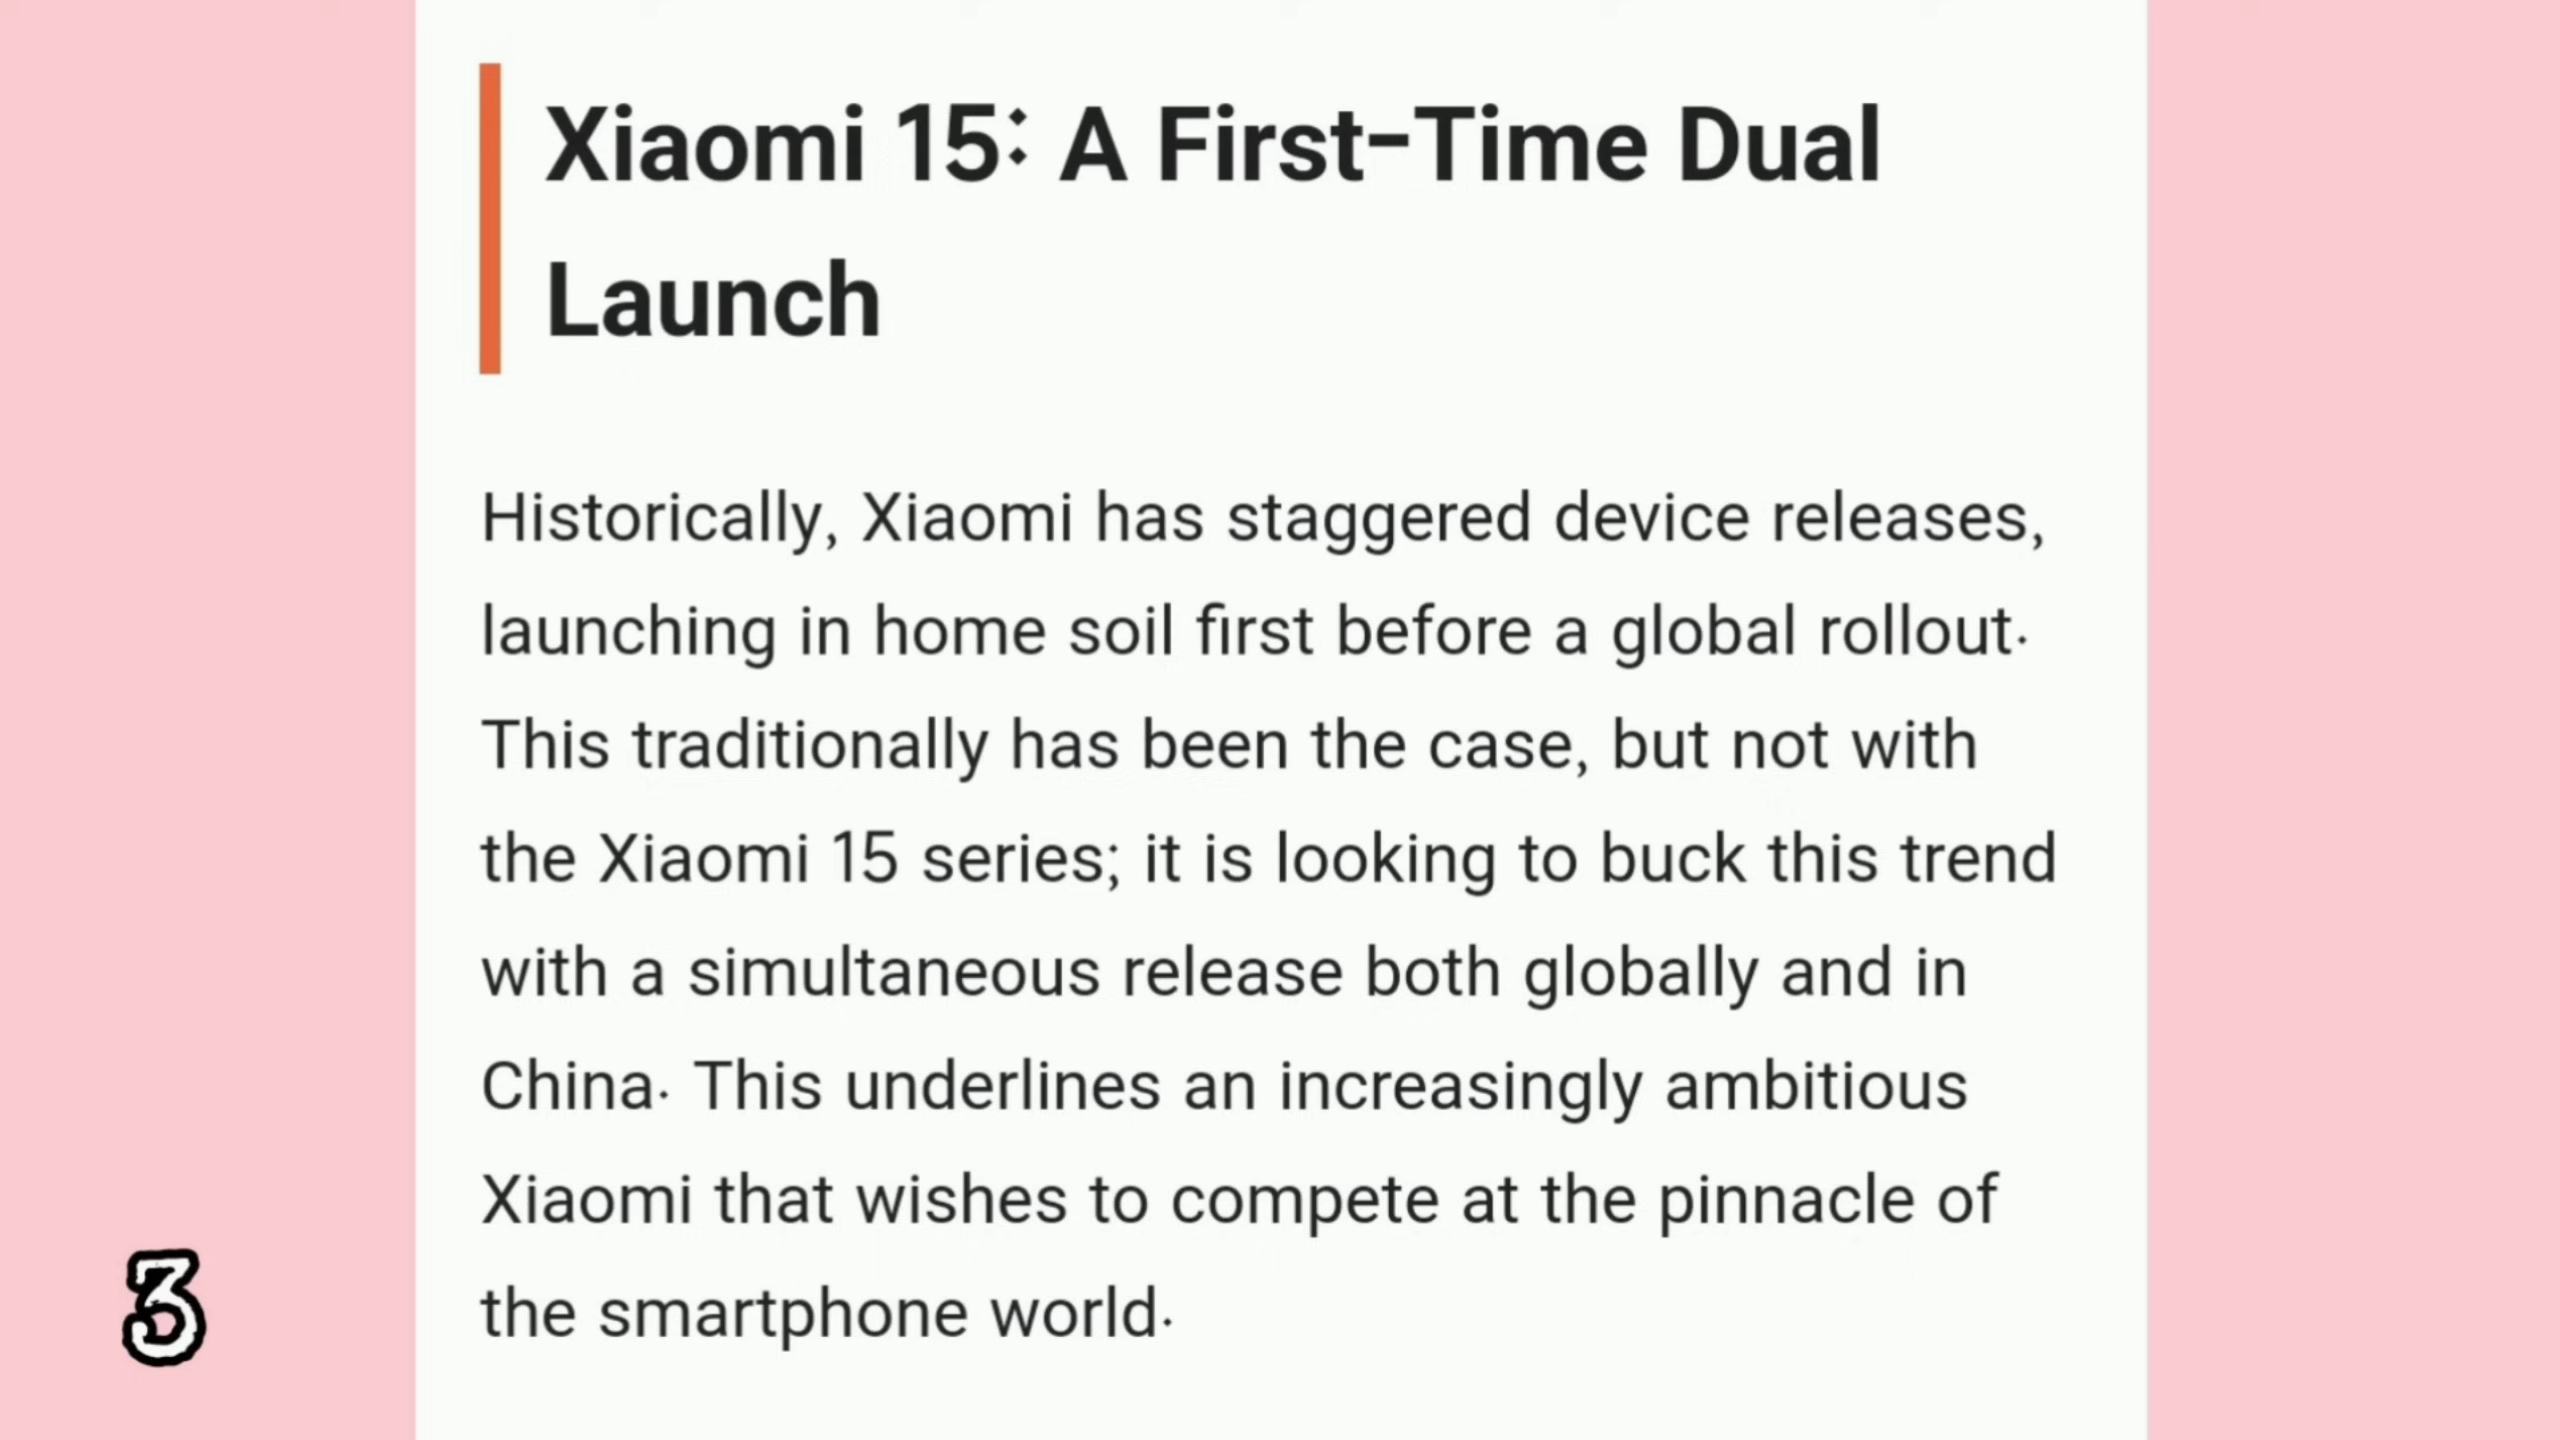 Xiaomi 15: A First-Time Dual
Launch
Historically, Xiaomi has staggered device releases,
launching in home soil first before a global rollout.
This traditionally has been the case, but not with
the Xiaomi 15 series; it is looking to buck this trend
with a simultaneous release both globally and in
China. This underlines an increasingly ambitious
Xiaomi that wishes to compete at the pinnacle of
the smartphone world.
3